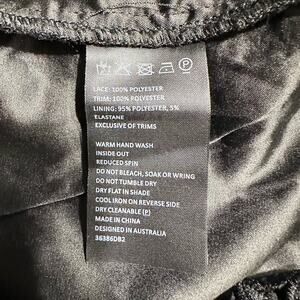 LACE: 100% POLYESTER
TRIM: 100% POLYESTER
LINING: 95% POLYESTER, 5%
ELASTANE
EXCLUSIVE OF TRIMS
WARM HAND WASH
INSIDE OUT
REDUCED SPIN
DO NOT BLEACH, SOAK OR WRING
DO NOT TUMBLE DRY
DRY FLAT IN SHADE
COOL IRON ON REVERSE SIDE
DRY CLEANABLE (P)
MADE IN CHINA
DESIGNED IN AUSTRALIA
36386DB2